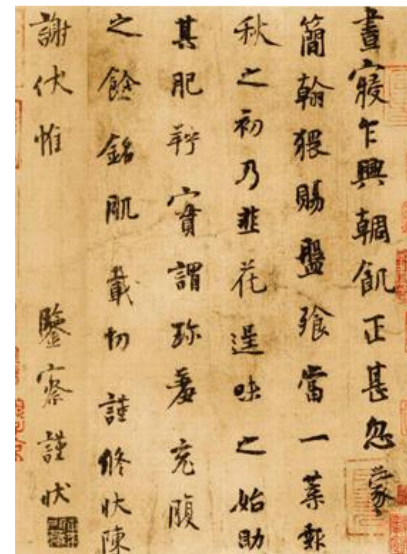 晝寢乍興輖飢正甚忽蒙
簡翰猥賜盤飧當一葉報
秋之初乃韭花逞味之始助
其肥羜實謂珍羞充腹
之餘銘肌載切謹修狀陳
謝伏惟鑒察謹狀